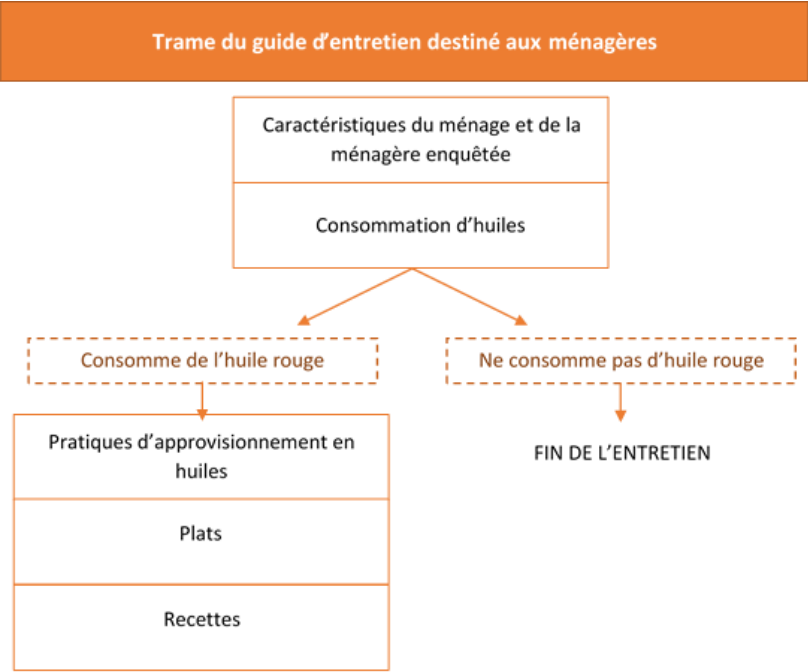 Trame du guide d'entretien destiné aux ménagères
Caractéristiques du ménage et de la
ménagère enquêtée
Consommation d'huiles
Consomme de l'huile rouge
Ne consomme pas d'huile rouge
Pratiques d'approvisionnement en
huiles
FIN DE L'ENTRETIEN
Plats
Recettes